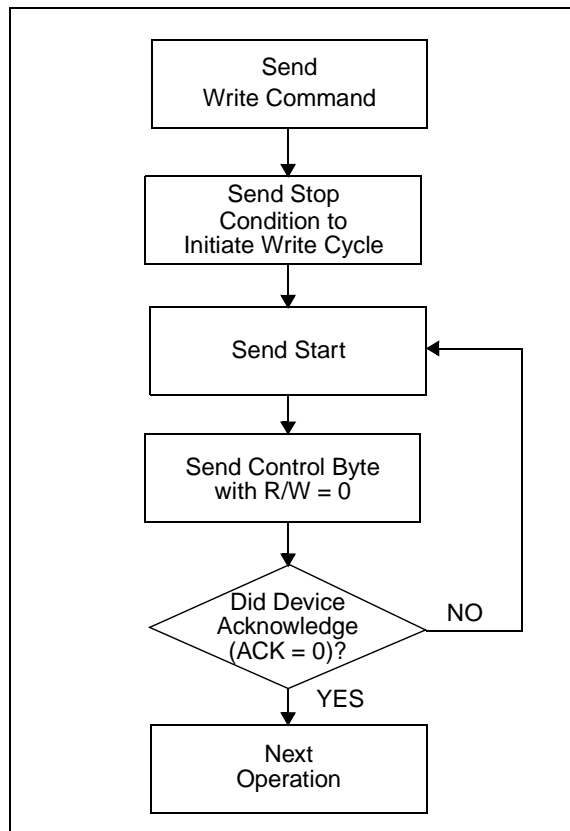 Send
Write Command
Send Stop
Condition to
Initiate Write Cycle
Send Start
Send Control Byte
with R/W = 0
Did Device
Acknowledge
(ACK = 0)?
NO
YES
Next
Operation